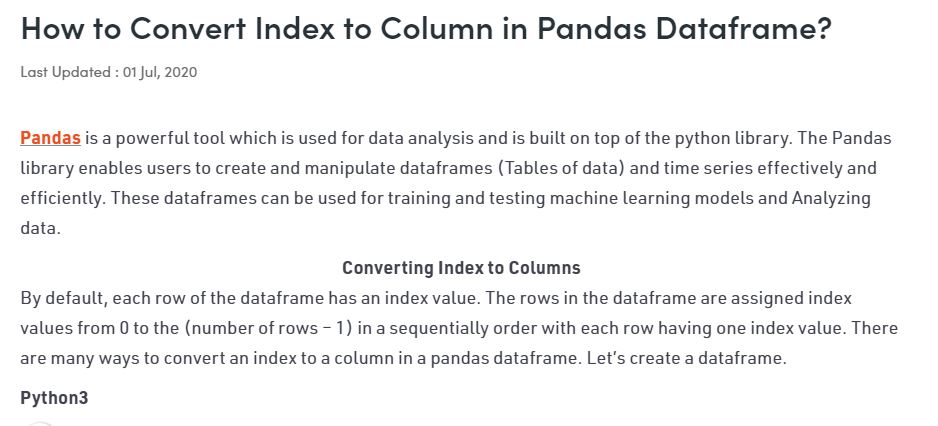 How to Convert Index to Column in Pandas Dataframe?
Last Updated : 01 Jul, 2020
Pandas is a powerful tool which is used for data analysis and is built on top of the python library. The Pandas
library enables users to create and manipulate dataframes (Tables of data) and time series effectively and
efficiently. These dataframes can be used for training and testing machine learning models and Analyzing
data.
Converting Index to Columns
By default, each row of the dataframe has an index value. The rows in the dataframe are assigned index
values from 0 to the (number of rows – 1) in a sequentially order with each row having one index value. There
are many ways to convert an index to a column in a pandas dataframe. Let’s create a dataframe.
Python3